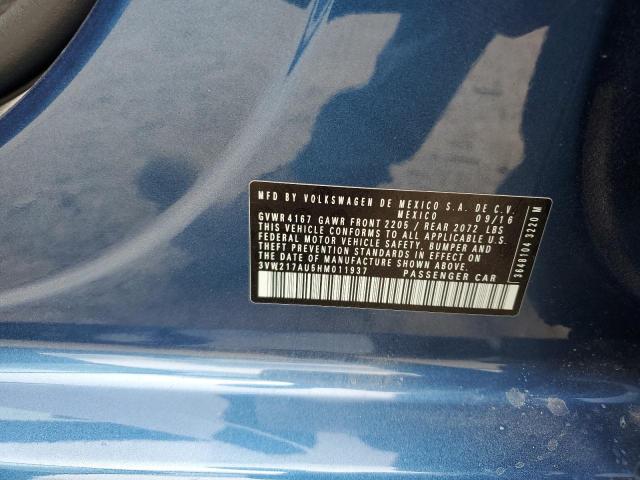 MFD BY VOLKSWAGEN DE MEXICO S.A. DE C.V.
MEXICO 09/16
GVWR 4167 GAWR FRONT 2205 / REAR 2072 LBS
THIS VEHICLE CONFORMS TO ALL APPLICABLE U.S.
FEDERAL MOTOR VEHICLE SAFETY, BUMPER AND
THEFT PREVENTION STANDARDS IN EFFECT ON
THE DATE OF MANUFACTURE SHOWN ABOVE
3VW217AU5HM011937 PASSENGER CAR
364B104 3220 M